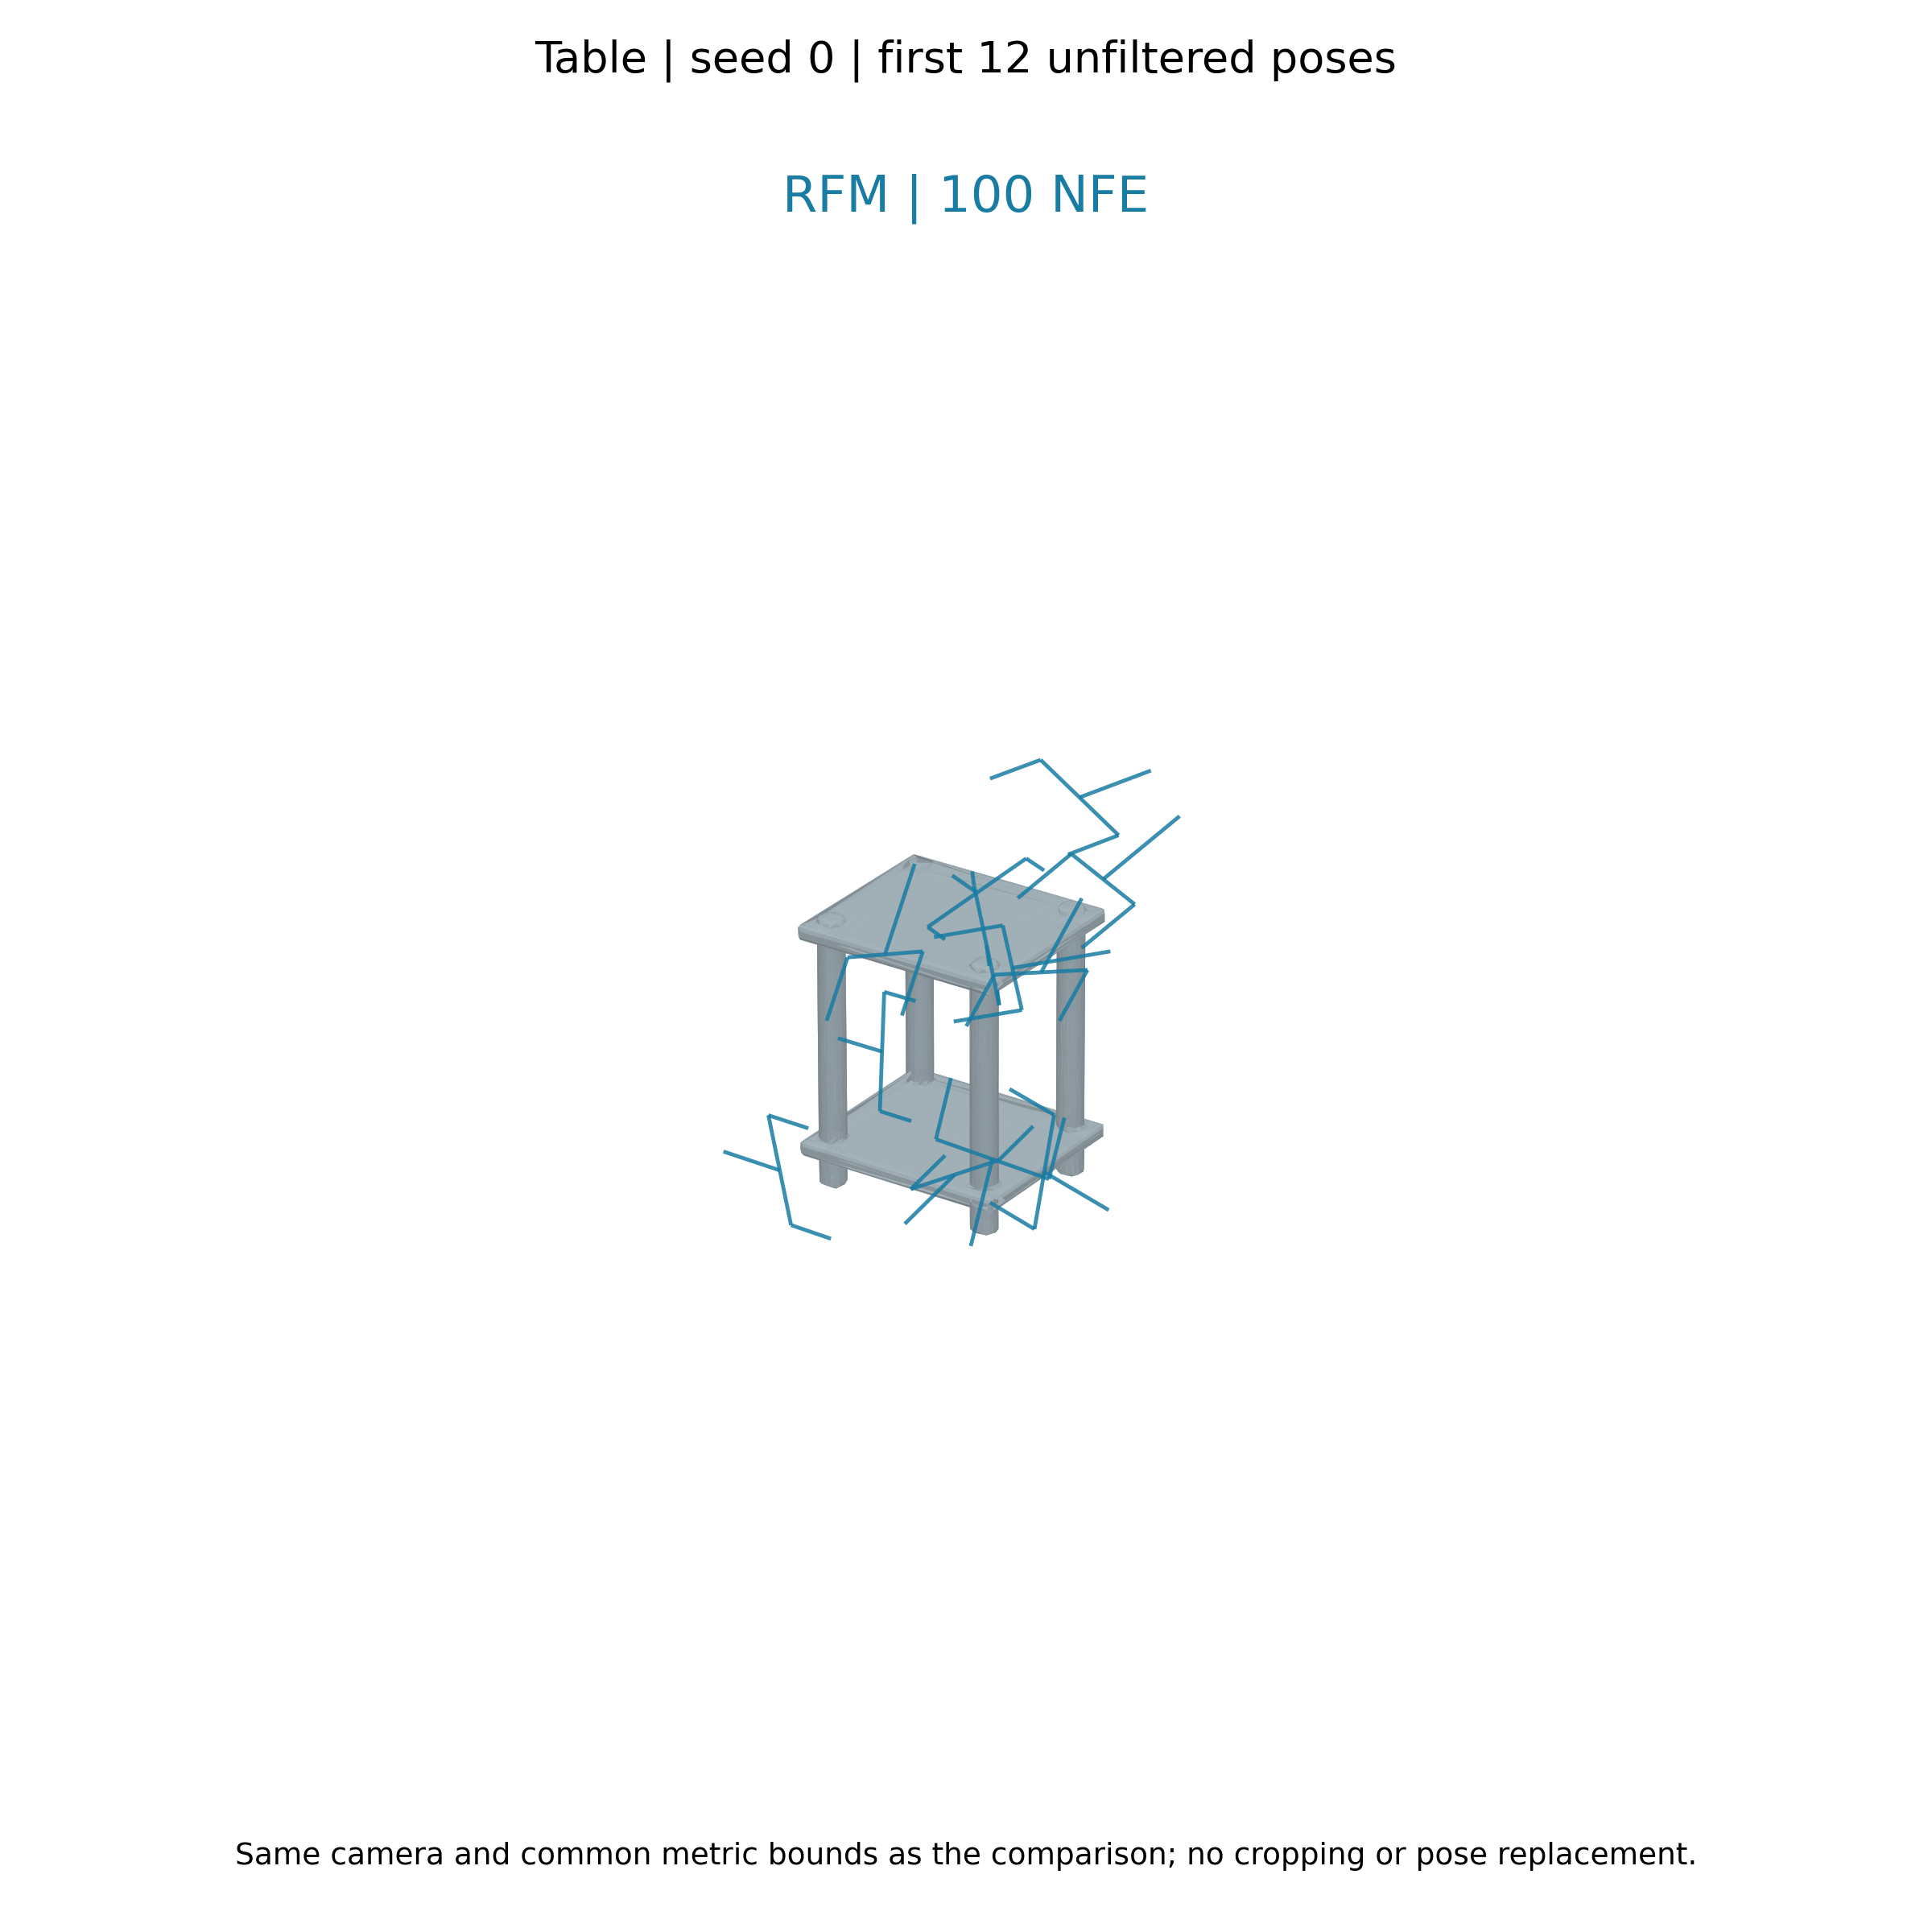 Table | seed 0 | first 12 unfiltered poses
RFM | 100 NFE
Same camera and common metric bounds as the comparison; no cropping or pose replacement.